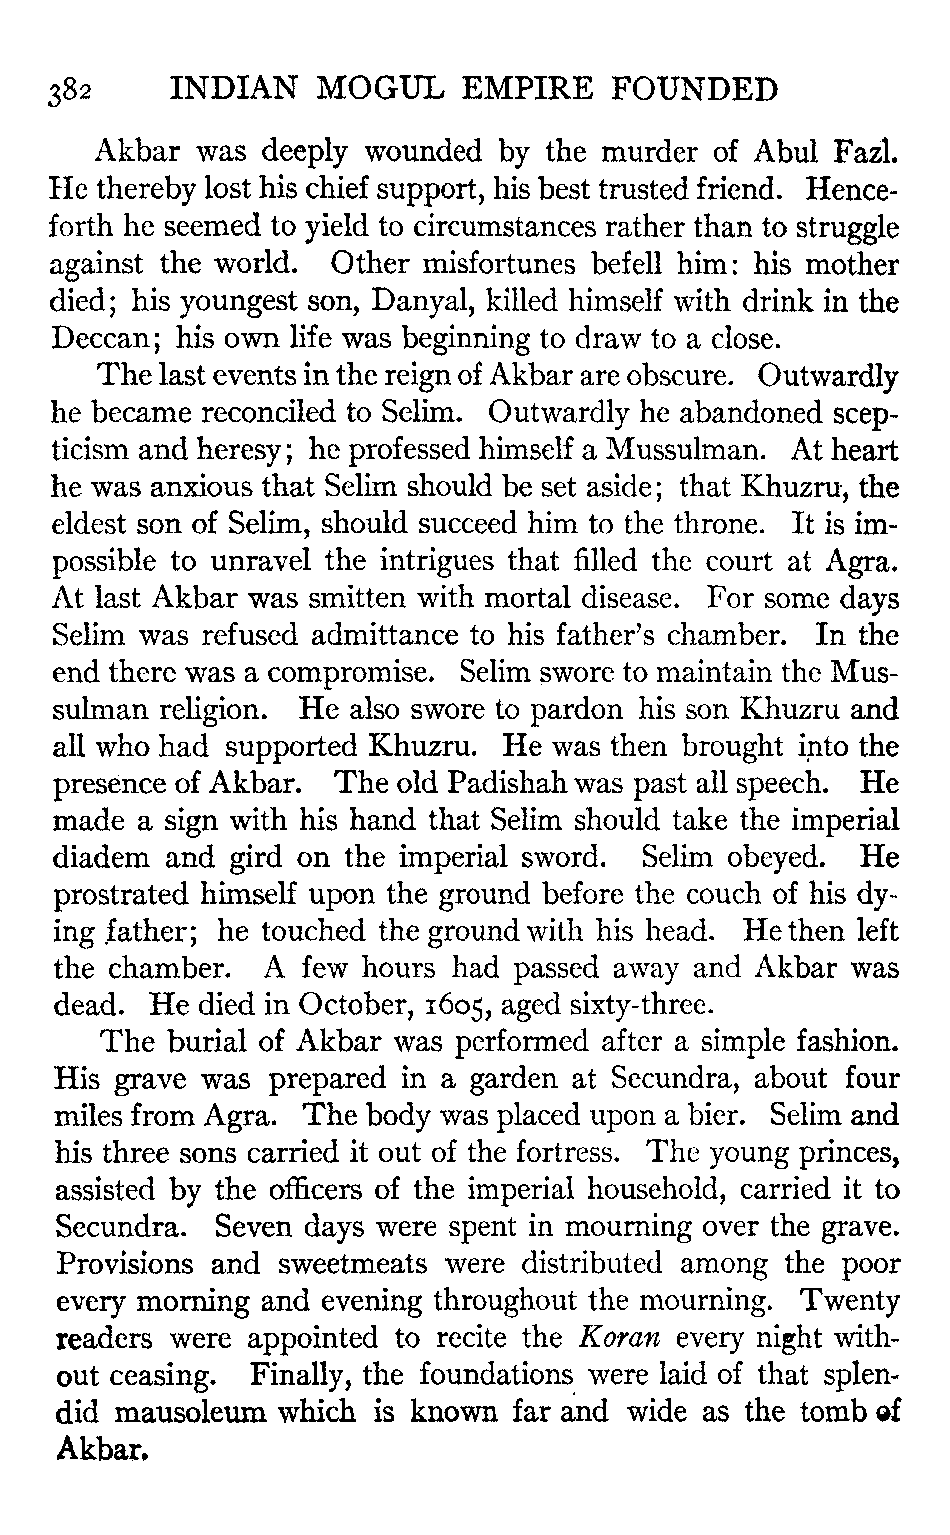 382 INDIAN MOGUL EMPIRE FOUNDED
Akbar was deeply wounded by the murder of Abul Fazl.
He thereby lost his chief support, his best trusted friend. Hence-
forth he seemed to yield to circumstances rather than to struggle
against the world. Other misfortunes befell him: his mother
died; his youngest son, Danyal, killed himself with drink in the
Deccan; his own life was beginning to draw to a close.
The last events in the reign of Akbar are obscure. Outwardly
he became reconciled to Selim. Outwardly he abandoned scep-
ticism and heresy; he professed himself a Mussulman. At heart
he was anxious that Selim should be set aside; that Khuzru, the
eldest son of Selim, should succeed him to the throne. It is im-
possible to unravel the intrigues that filled the court at Agra.
At last Akbar was smitten with mortal disease. For some days
Selim was refused admittance to his father's chamber. In the
end there was a compromise. Selim swore to maintain the Mus-
sulman religion. He also swore to pardon his son Khuzru and
all who had supported Khuzru. He was then brought into the
presence of Akbar. The old Padishah was past all speech. He
made a sign with his hand that Selim should take the imperial
diadem and gird on the imperial sword. Selim obeyed. He
prostrated himself upon the ground before the couch of his dy-
ing father; he touched the ground with his head. He then left
the chamber. A few hours had passed away and Akbar was
dead. He died in October, 1605, aged sixty-three.
The burial of Akbar was performed after a simple fashion.
His grave was prepared in a garden at Secundra, about four
miles from Agra. The body was placed upon a bier. Selim and
his three sons carried it out of the fortress. The young princes,
assisted by the officers of the imperial household, carried it to
Secundra. Seven days were spent in mourning over the grave.
Provisions and sweetmeats were distributed among the poor
every morning and evening throughout the mourning. Twenty
readers were appointed to recite the Koran every night with-
out ceasing. Finally, the foundations were laid of that splen-
did mausoleum which is known far and wide as the tomb of
Akbar.